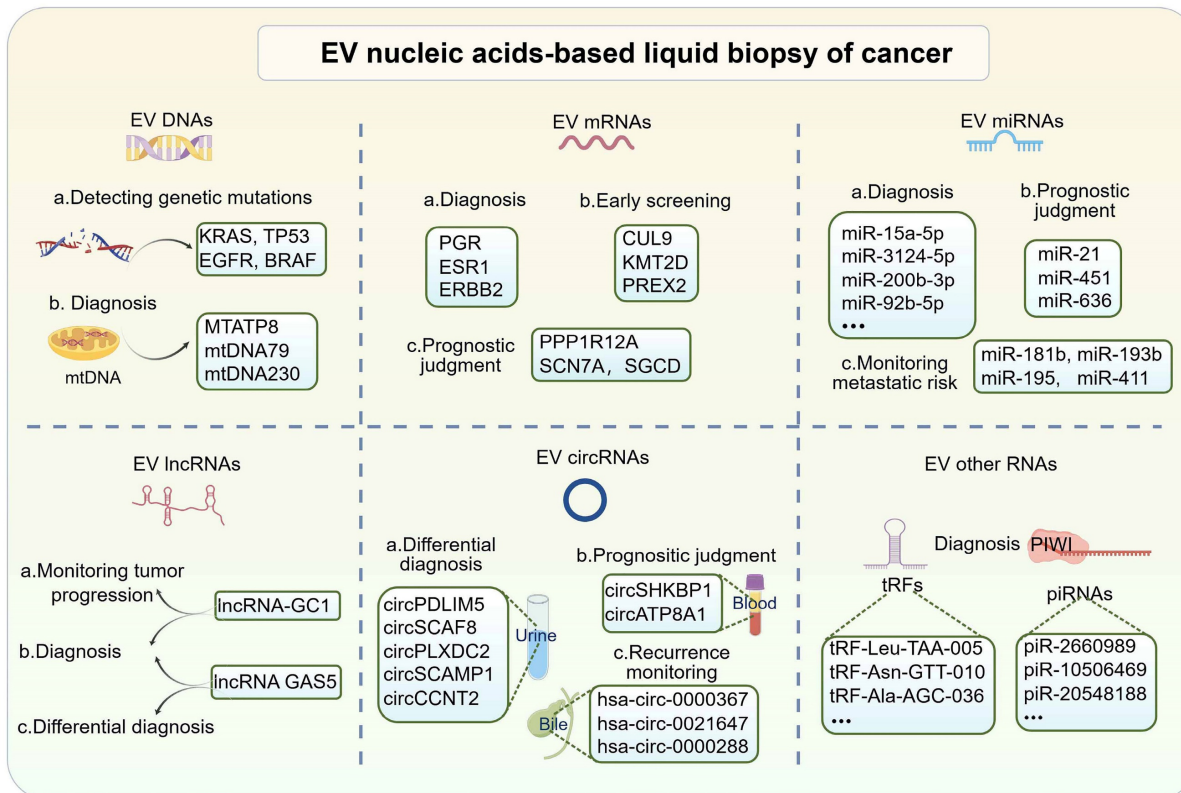 EV nucleic acids-based liquid biopsy of cancer
EV DNAs
a.Detecting genetic mutations
KRAS, TP53
EGFR, BRAF
b. Diagnosis
mtDNA
MTATP8
mtDNA79
mtDNA230
EV mRNAs
a.Diagnosis
PGR
ESR1
ERBB2
b.Early screening
CUL9
KMT2D
PREX2
c.Prognostic
judgment
PPP1R12A
SCN7A, SGCD
EV miRNAs
a.Diagnosis
miR-15a-5p
miR-3124-5p
miR-200b-3p
miR-92b-5p
•••
b.Prognostic
judgment
miR-21
miR-451
miR-636
c.Monitoring
metastatic risk
miR-181b, miR-193b
miR-195, miR-411
EV lncRNAs
a.Monitoring tumor
progression
lncRNA-GC1
b.Diagnosis
lncRNA GAS5
c.Differential diagnosis
EV circRNAs
a.Differential
diagnosis
circPDLIM5
circSCAF8
circPLXDC2
circSCAMP1
circCCNT2
Urine
b.Prognositic judgment
circSHKBP1
circATP8A1
Blood
c.Recurrence
monitoring
Bile
hsa-circ-0000367
hsa-circ-0021647
hsa-circ-0000288
EV other RNAs
Diagnosis
PIWI
tRFs
piRNAs
tRF-Leu-TAA-005
tRF-Asn-GTT-010
tRF-Ala-AGC-036
•••
piR-2660989
piR-10506469
piR-20548188
•••